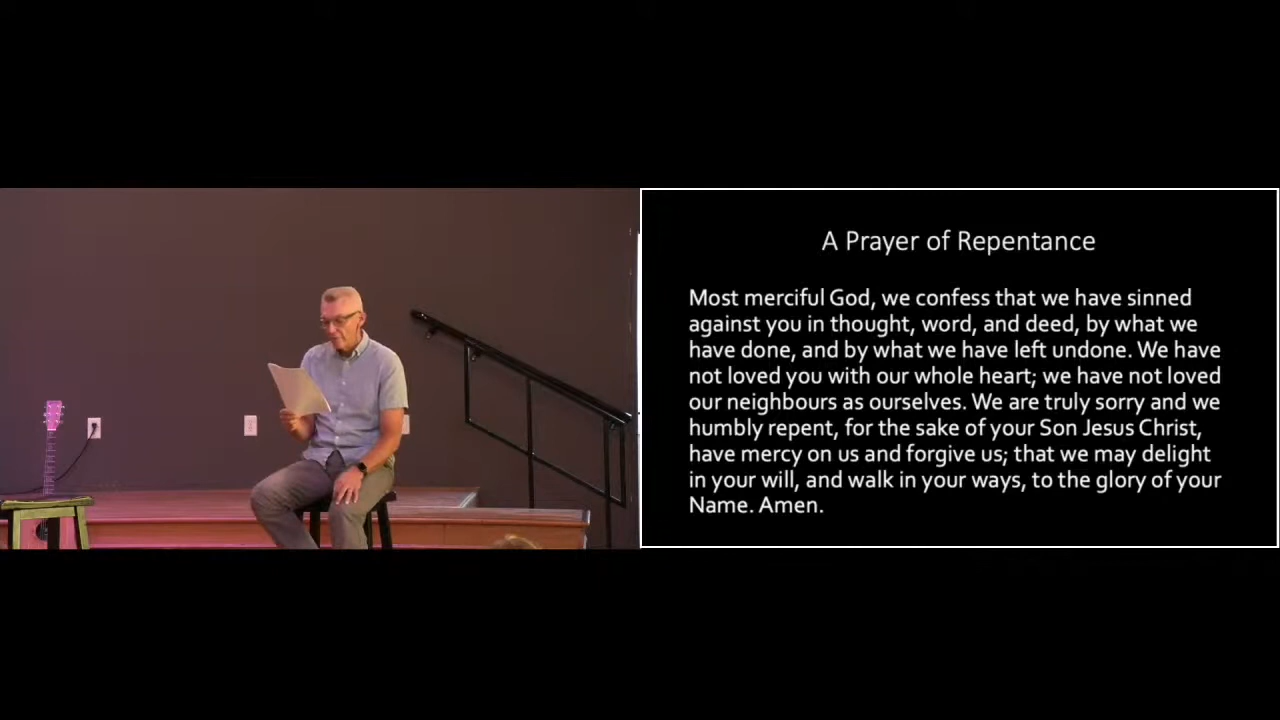 A Prayer of Repentance
Most merciful God, we confess that we have sinned
against you in thought, word, and deed, by what we
have done, and by what we have left undone. We have
not loved you with our whole heart; we have not loved
our neighbours as ourselves. We are truly sorry and we
humbly repent, for the sake of your Son Jesus Christ,
have mercy on us and forgive us; that we may delight
in your will, and walk in your ways, to the glory of your
Name. Amen.